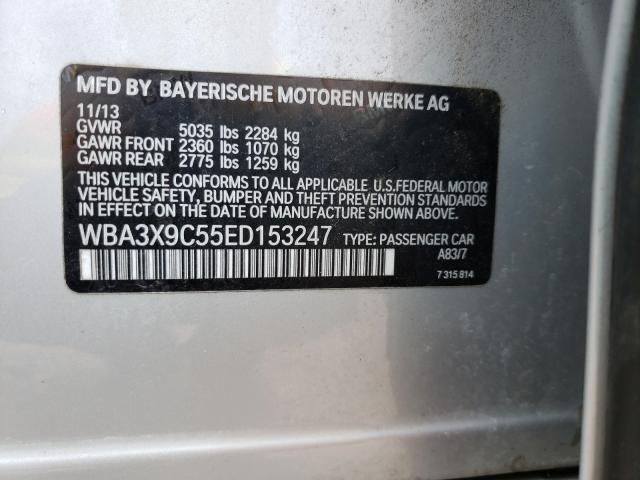 MFD BY BAYERISCHE MOTOREN WERKE AG
11/13
GVWR 5035 lbs 2284 kg
GAWR FRONT 2360 lbs 1070 kg
GAWR REAR 2775 lbs 1259 kg
THIS VEHICLE CONFORMS TO ALL APPLICABLE U.S.FEDERAL MOTOR
VEHICLE SAFETY, BUMPER AND THEFT PREVENTION STANDARDS
IN EFFECT ON THE DATE OF MANUFACTURE SHOWN ABOVE.
WBA3X9C55ED153247 TYPE: PASSENGER CAR
A83/7
7 315 814